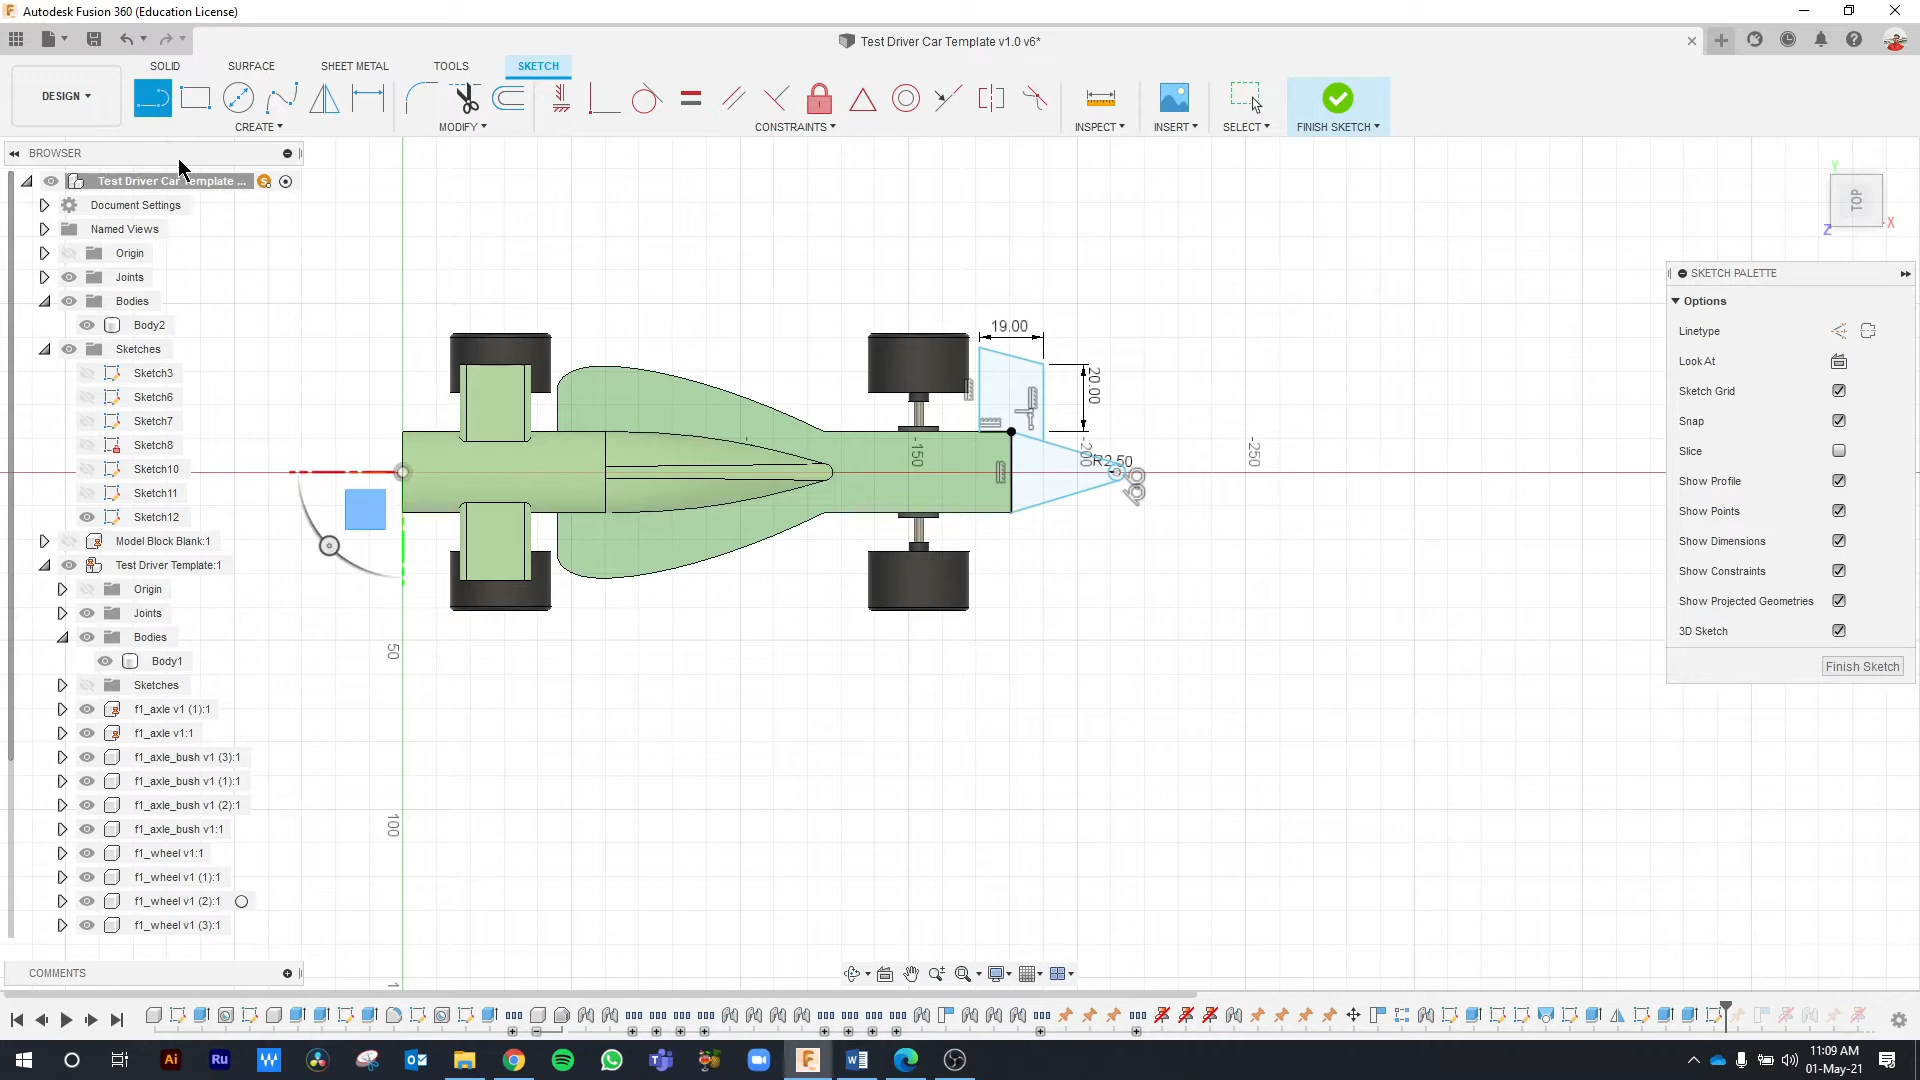 Autodesk Fusion 360 (Education License)
Test Driver Car Template v1.0 v6*
SOLID SURFACE SHEET METAL TOOLS SKETCH
DESIGN
CREATE MODIFY CONSTRAINTS INSPECT INSERT SELECT FINISH SKETCH
BROWSER
Test Driver Car Template ...
Document Settings
Named Views
Origin
Joints
Bodies
Body2
Sketches
Sketch3
Sketch6
Sketch7
Sketch8
Sketch10
Sketch11
Sketch12
Model Block Blank:1
Test Driver Template:1
Origin
Joints
Bodies
Body1
Sketches
f1_axle v1 (1):1
f1_axle v1:1
f1_axle_bush v1 (3):1
f1_axle_bush v1 (1):1
f1_axle_bush v1 (2):1
f1_axle_bush v1:1
f1_wheel v1:1
f1_wheel v1 (1):1
f1_wheel v1 (2):1
f1_wheel v1 (3):1
COMMENTS
19.00
20.00
R2.50
-150
-200
-250
50
100
1
TOP
Y
Z
-X
SKETCH PALETTE
Options
Linetype
Look At
Sketch Grid
Snap
Slice
Show Profile
Show Points
Show Dimensions
Show Constraints
Show Projected Geometries
3D Sketch
Finish Sketch
Ai
Ru
11:09 AM
01-May-21